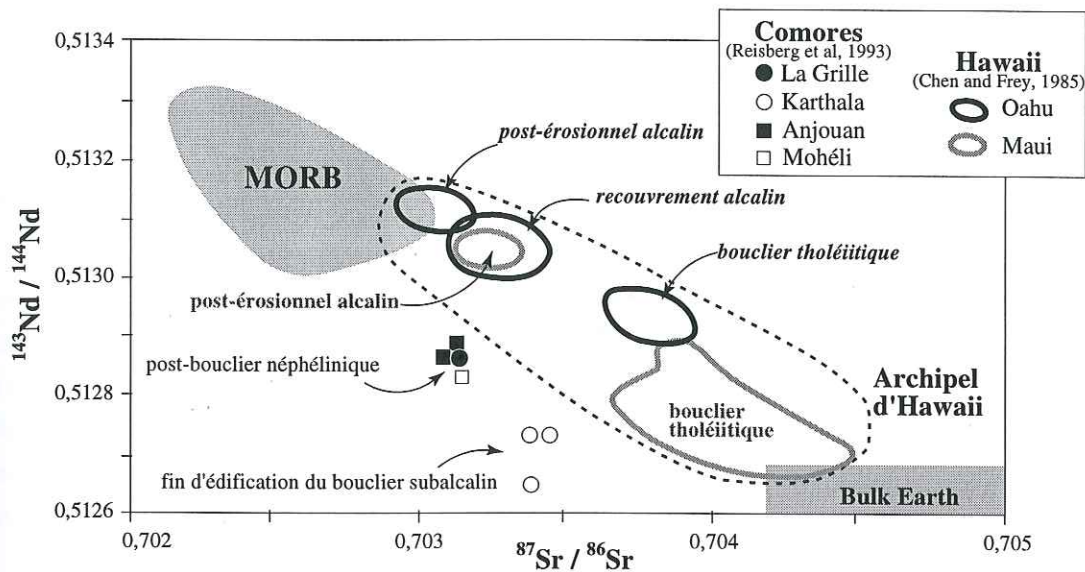 0,5134
0,5132
0,5130
0,5128
0,5126
143Nd / 144Nd
Comores
(Reisberg et al, 1993)
La Grille
Karthala
Anjouan
Mohéli
Hawaii
(Chen and Frey, 1985)
Oahu
Maui
post-érosionnel alcalin
MORB
recouvrement alcalin
bouclier tholéiitique
post-érosionnel alcalin
post-bouclier néphélinique
Archipel
d'Hawaii
bouclier
tholéiitique
fin d'édification du bouclier subalcalin
Bulk Earth
0,702
0,703
0,704
0,705
87Sr / 86Sr